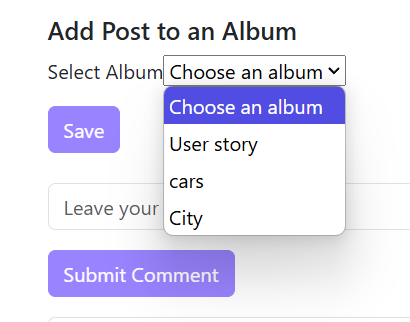 Add Post to an Album
Select Album Choose an album
Choose an album
Save
User story
cars
Leave your
City
Submit Comment